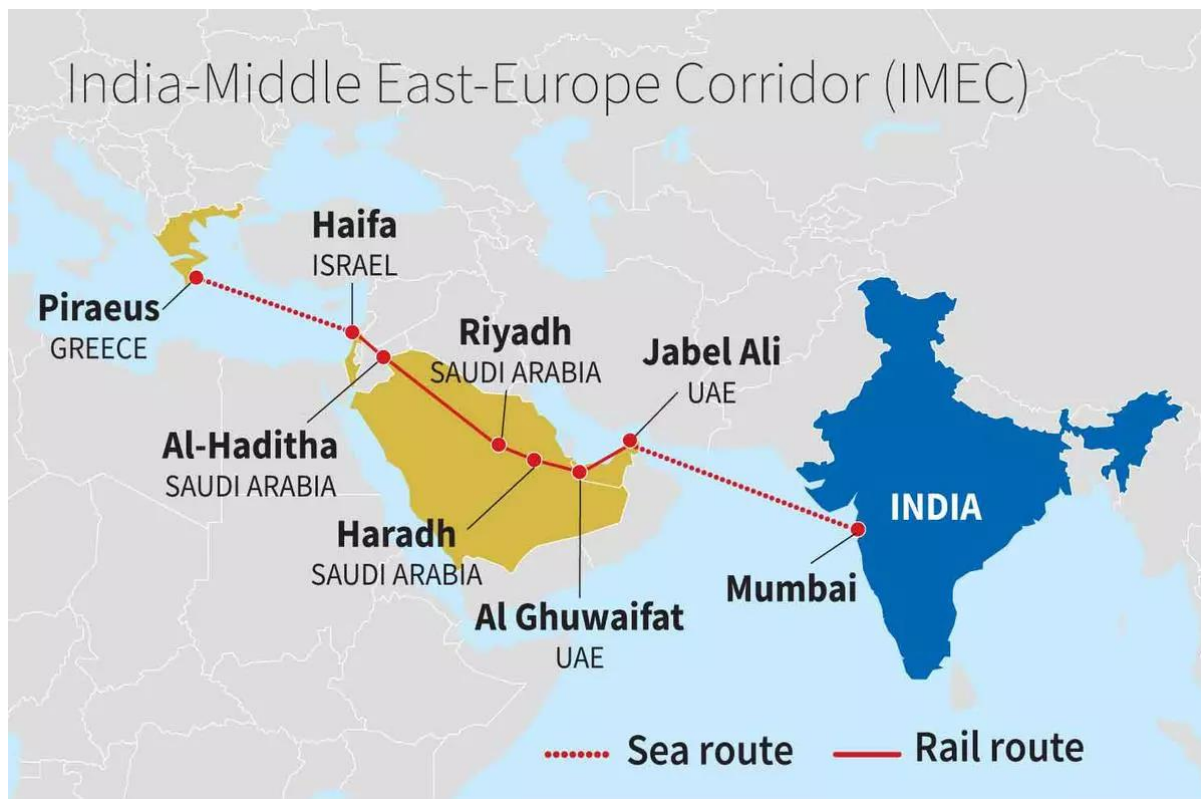 India-Middle East-Europe Corridor (IMEC)
Haifa
ISRAEL
Piraeus
GREECE
Riyadh
SAUDI ARABIA
Jabel Ali
UAE
Al-Haditha
SAUDI ARABIA
INDIA
Haradh
SAUDI ARABIA
Mumbai
Al Ghuwaifat
UAE
Sea route
Rail route